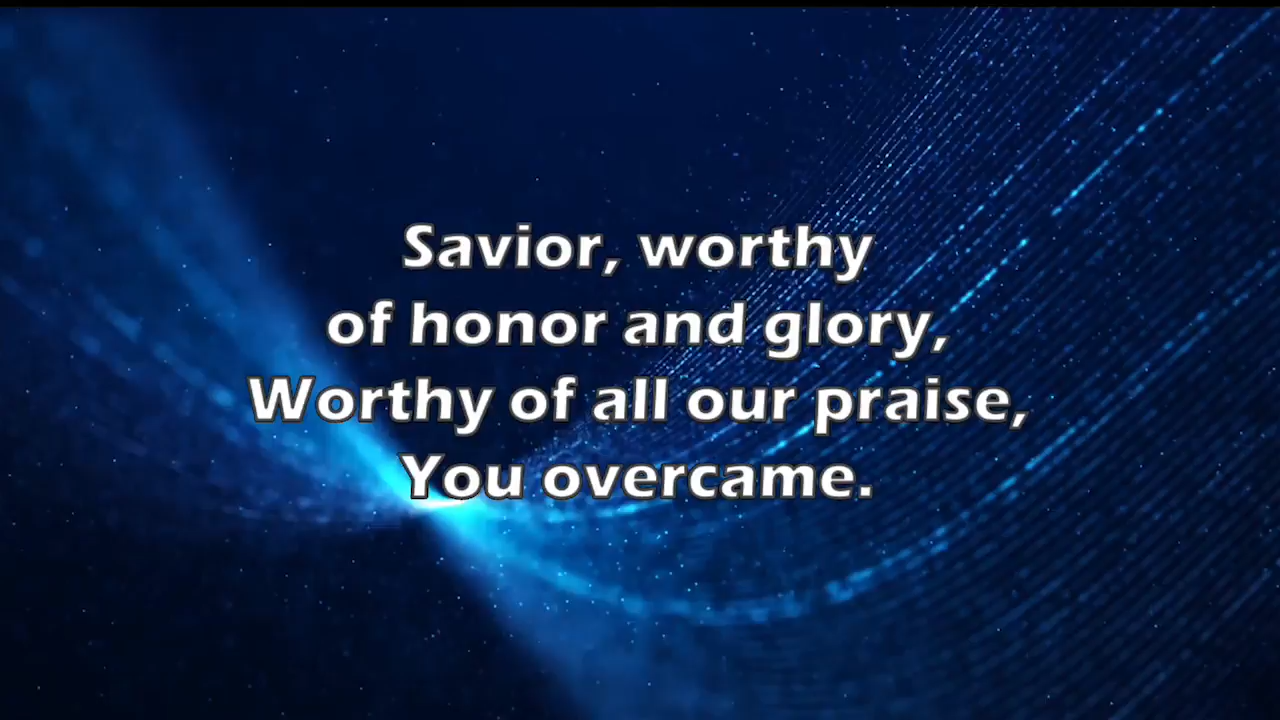 Savior, worthy
of honor and glory,
Worthy of all our praise,
You overcame.